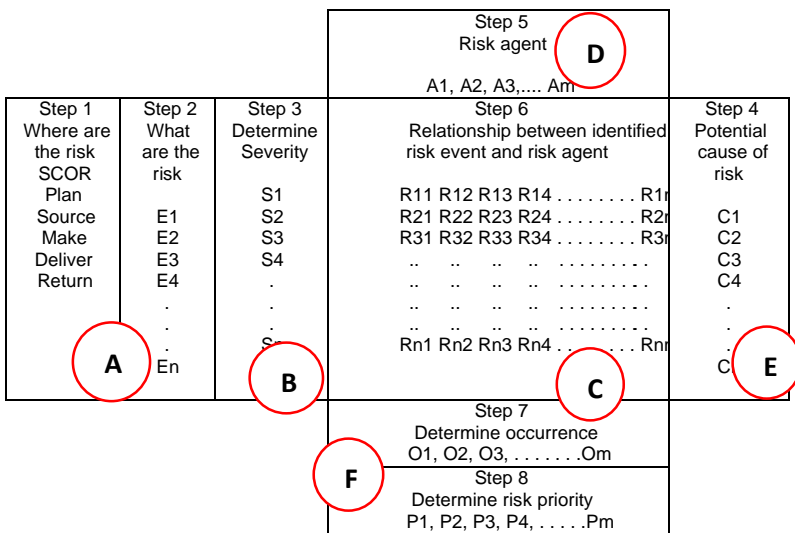 Step 5
Risk agent
D
A1, A2, A3,.... Am
Step 1
Where are
the risk
SCOR
Plan
Source
Make
Deliver
Return
A
Step 2
What
are the
risk
E1
E2
E3
E4
.
.
.
En
Step 3
Determine
Severity
S1
S2
S3
S4
.
.
.
B
Step 6
Relationship between identified
risk event and risk agent
R11 R12 R13 R14 . . . . . . . .
R21 R22 R23 R24 . . . . . . . .
R31 R32 R33 R34 . . . . . . . .
.. .. .. .. . . . . . . . . . .
.. .. .. .. . . . . . . . . . .
.. .. .. .. . . . . . . . . . .
Rn1 Rn2 Rn3 Rn4 . . . . . . . .
C
Step 4
Potential
cause of
risk
C1
C2
C3
C4
.
.
.
E
Step 7
Determine occurrence
O1, O2, O3, . . . . . . .Om
F
Step 8
Determine risk priority
P1, P2, P3, P4, . . . . .Pm